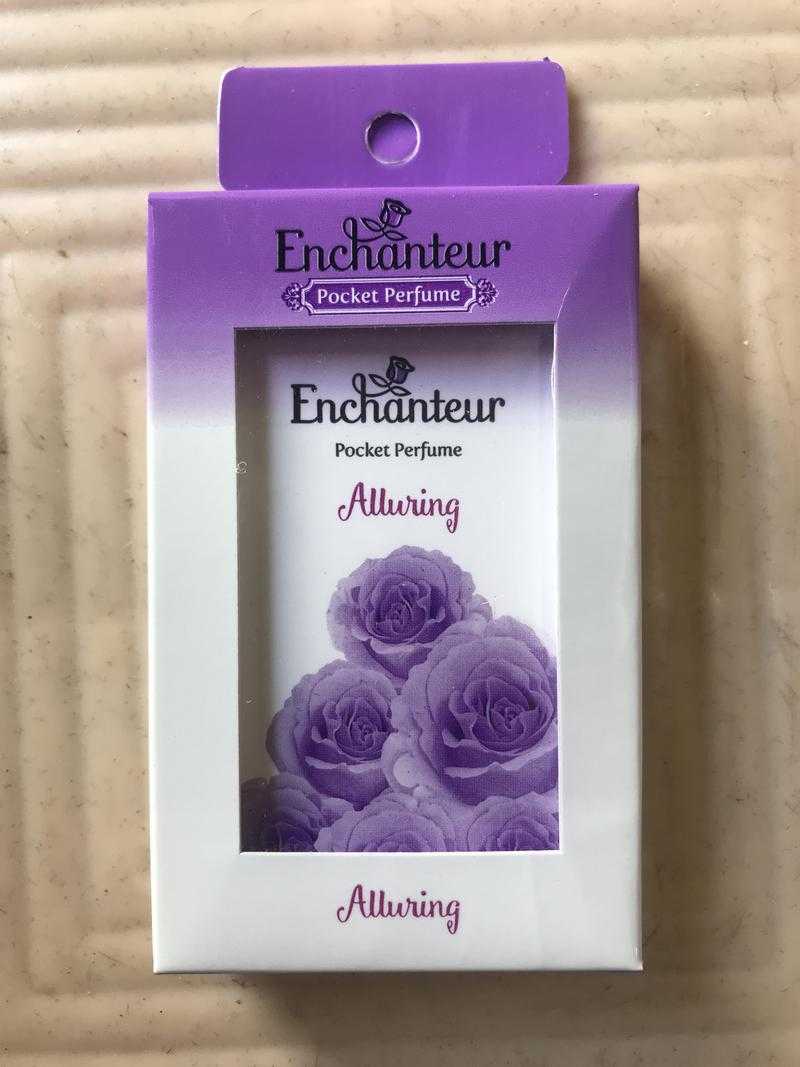 Enchanteur
Pocket Perfume
Enchanteur
Pocket Perfume
Alluring
Alluring